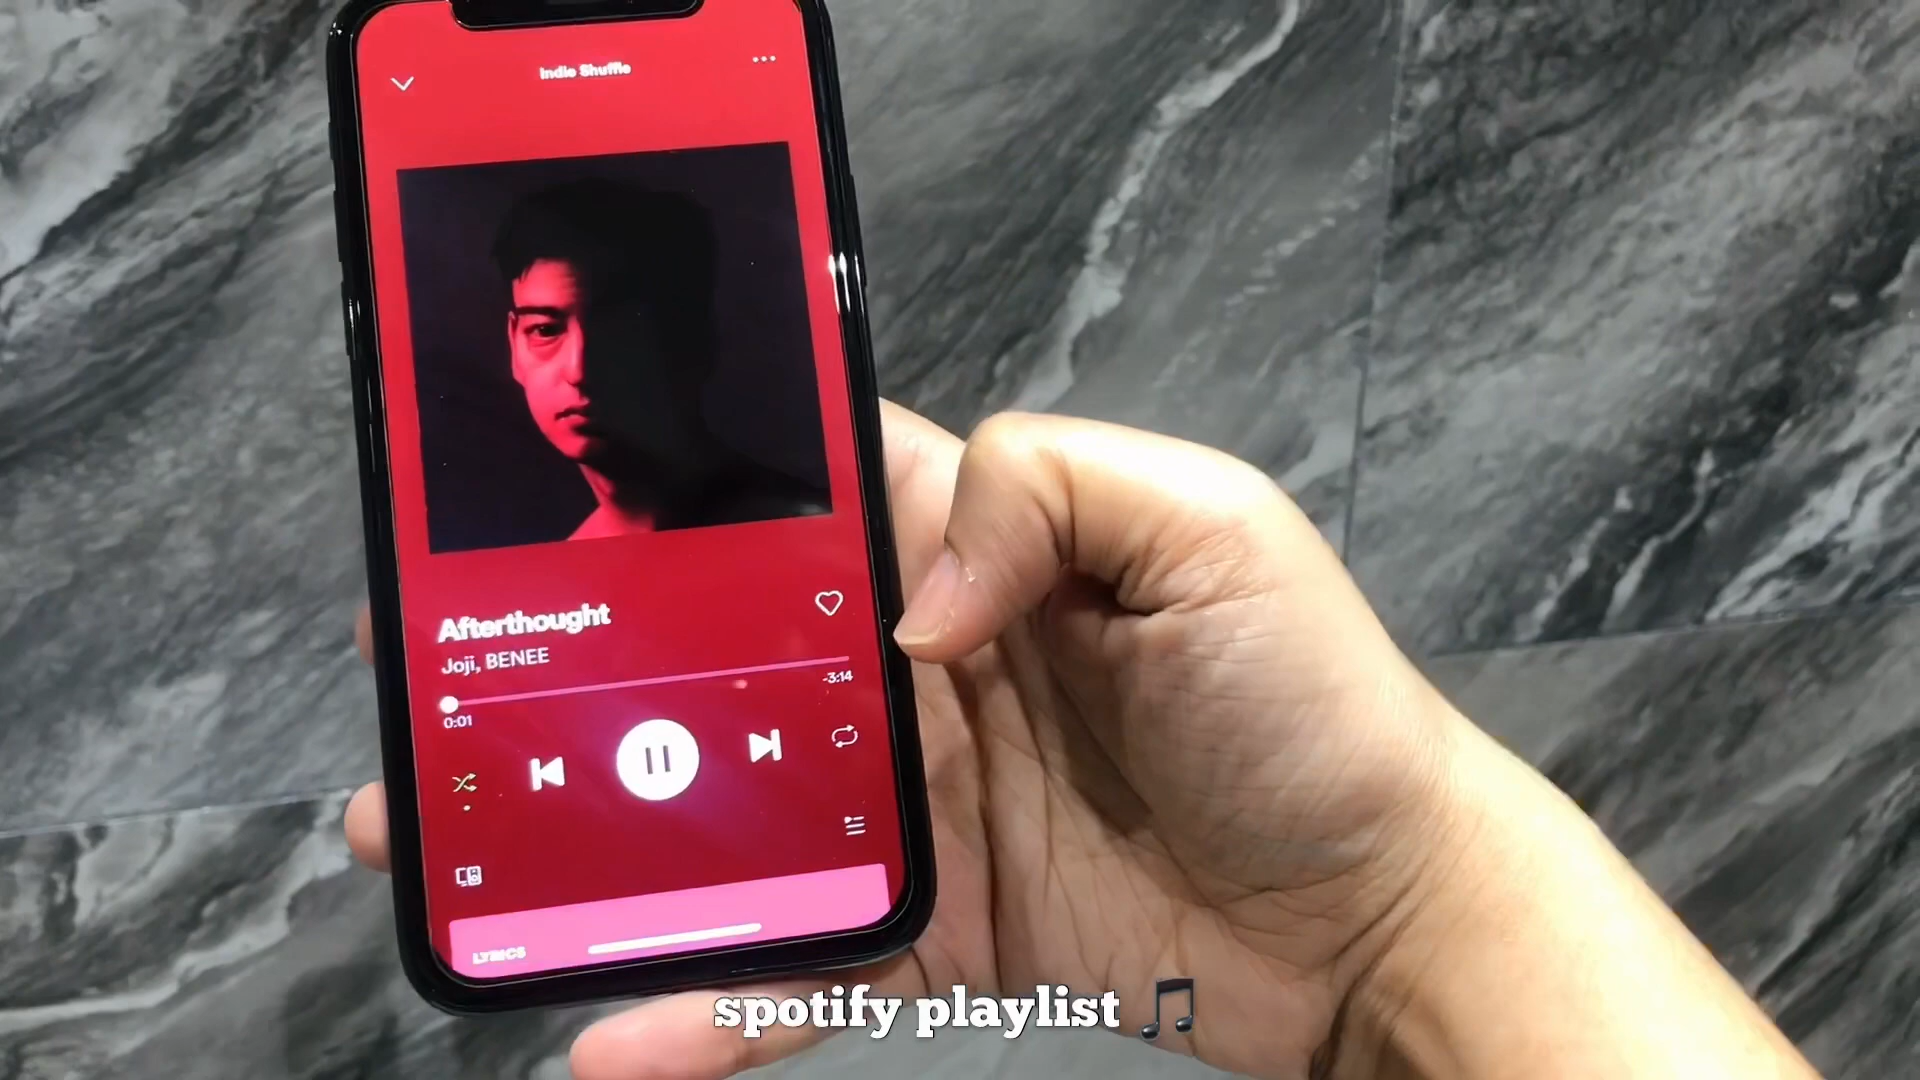 Indie Shuffle
Afterthought
Joji, BENEE
0:01
-3:14
LYRICS
spotify playlist 🎵